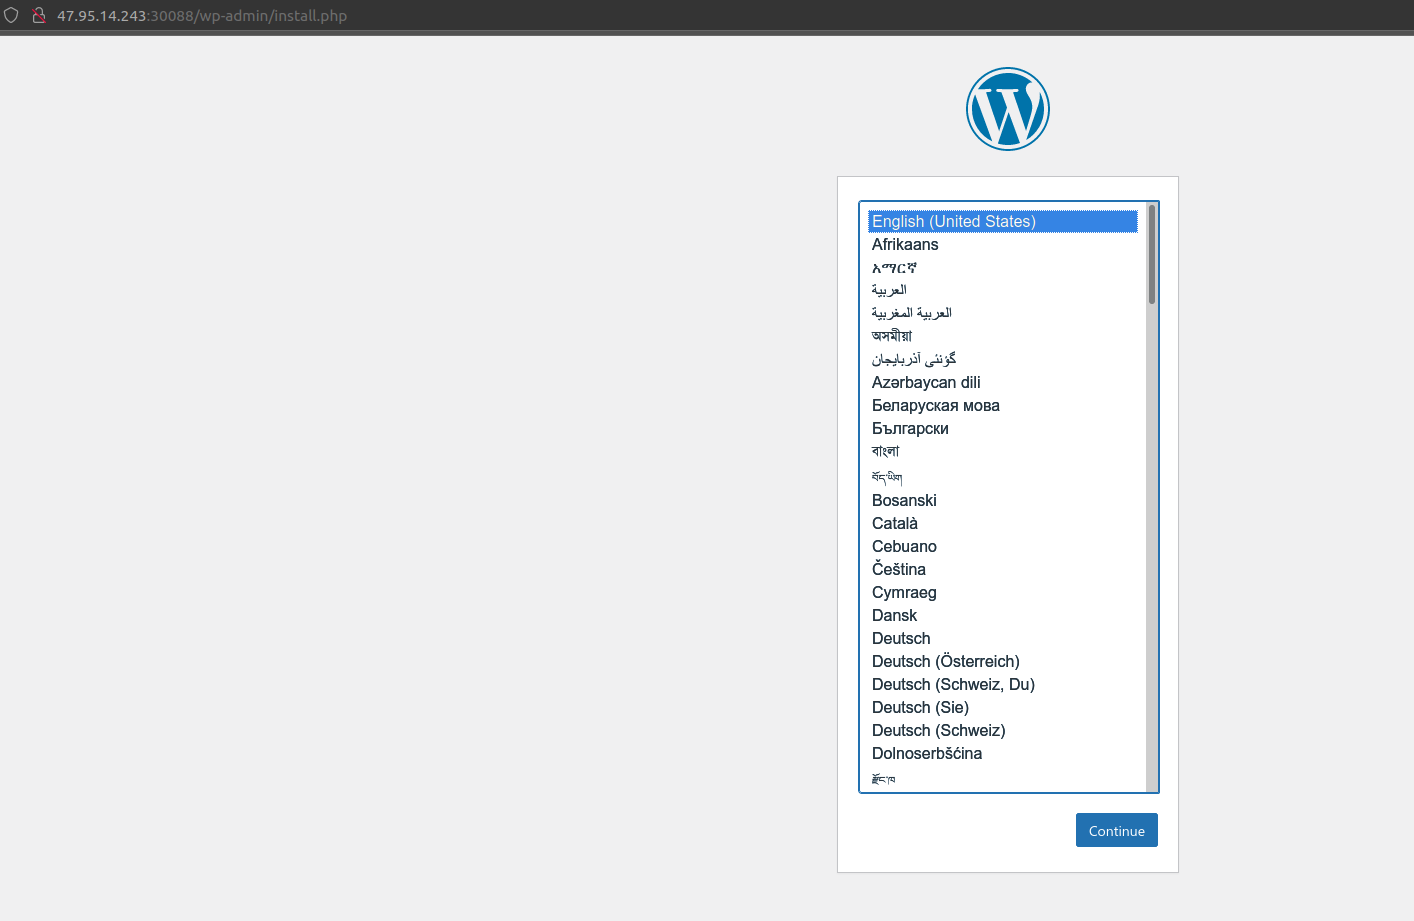 47.95.14.243:30088/wp-admin/install.php
English (United States)
Afrikaans
አማርኛ
العربية
العربية المغربية
অসমীয়া
گؤنئی آذربایجان
Azərbaycan dili
Беларуская мова
Български
বাংলা
བོད་ཡིག
Bosanski
Català
Cebuano
Čeština
Cymraeg
Dansk
Deutsch
Deutsch (Österreich)
Deutsch (Schweiz, Du)
Deutsch (Sie)
Deutsch (Schweiz)
Dolnoserbšćina
རྫོང་ཁ
Continue